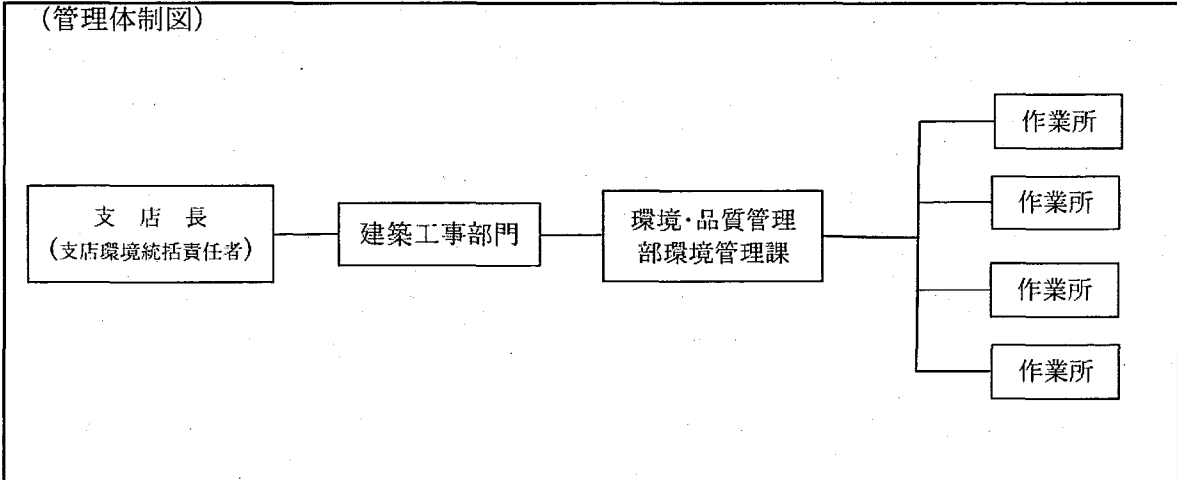 (管理体制図)
支店長
(支店環境統括責任者)
建築工事部門
環境・品質管理
部環境管理課
作業所
作業所
作業所
作業所